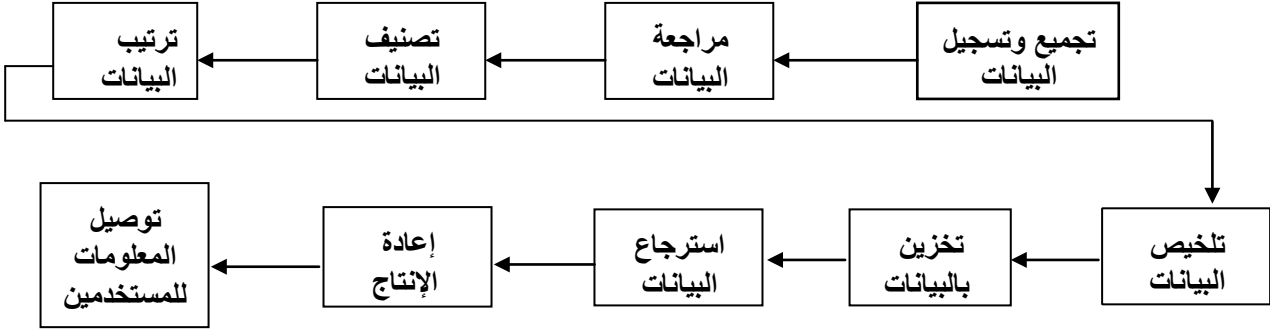 تجميع وتسجيل
البيانات
مراجعة
البيانات
تصنيف
البيانات
ترتيب
البيانات
تلخيص
البيانات
تخزين
بالبيانات
استرجاع
البيانات
إعادة
الإنتاج
توصيل
المعلومات
للمستخدمين